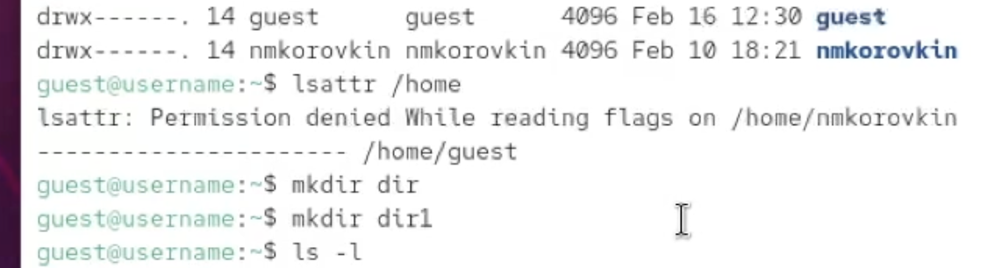 drwx------. 14 guest      guest      4096 Feb 16 12:30 guest
drwx------. 14 nmkorovkin nmkorovkin 4096 Feb 10 18:21 nmkorovkin
guest@username:~$ lsattr /home
lsattr: Permission denied While reading flags on /home/nmkorovkin
---------------------- /home/guest
guest@username:~$ mkdir dir
guest@username:~$ mkdir dir1
guest@username:~$ ls -l